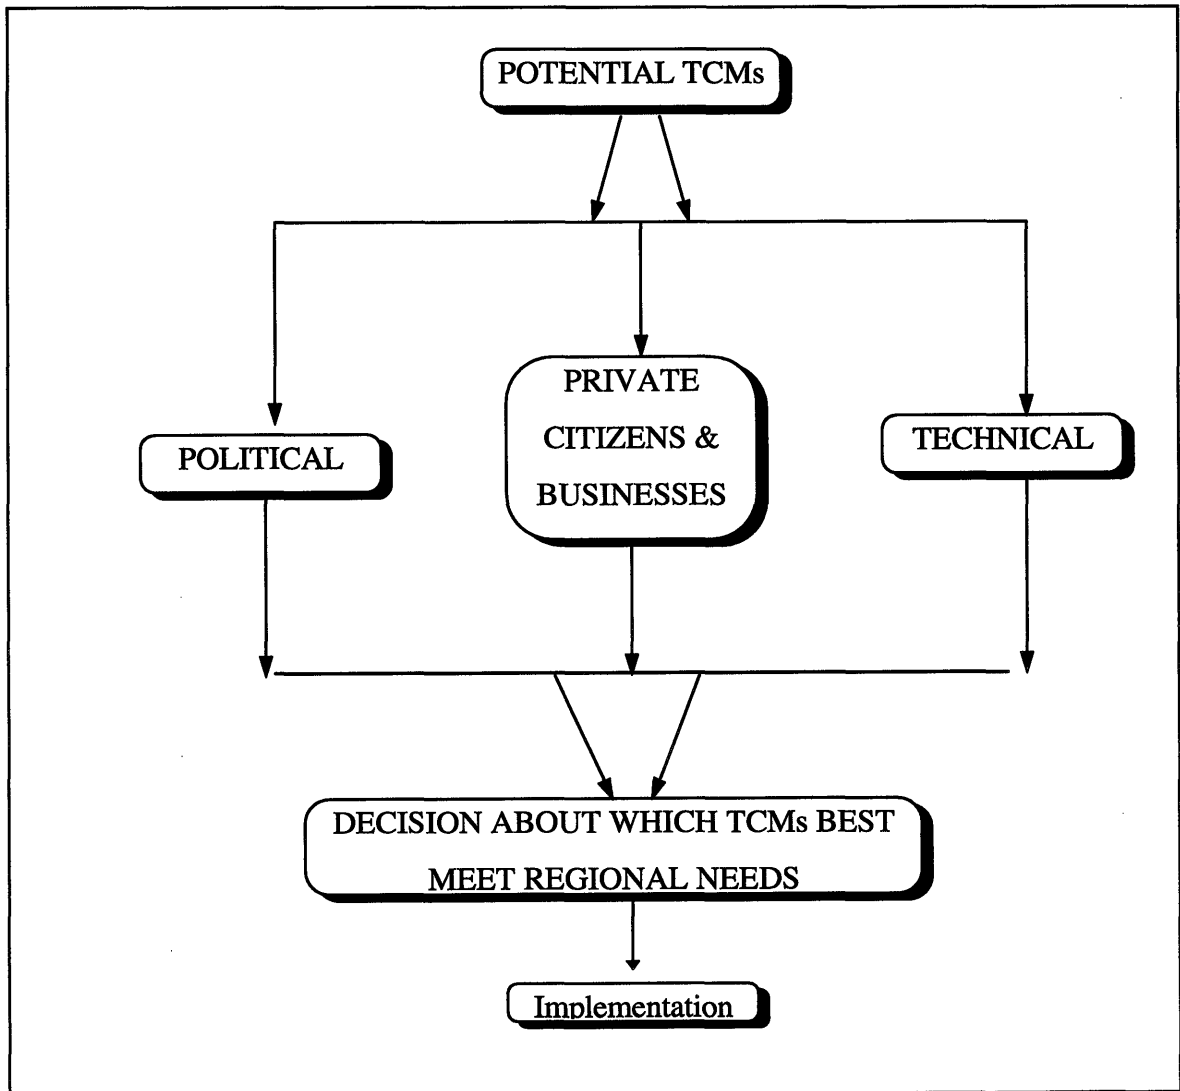 POTENTIAL TCMs
POLITICAL
PRIVATE
CITIZENS &
BUSINESSES
TECHNICAL
DECISION ABOUT WHICH TCMs BEST
MEET REGIONAL NEEDS
Implementation